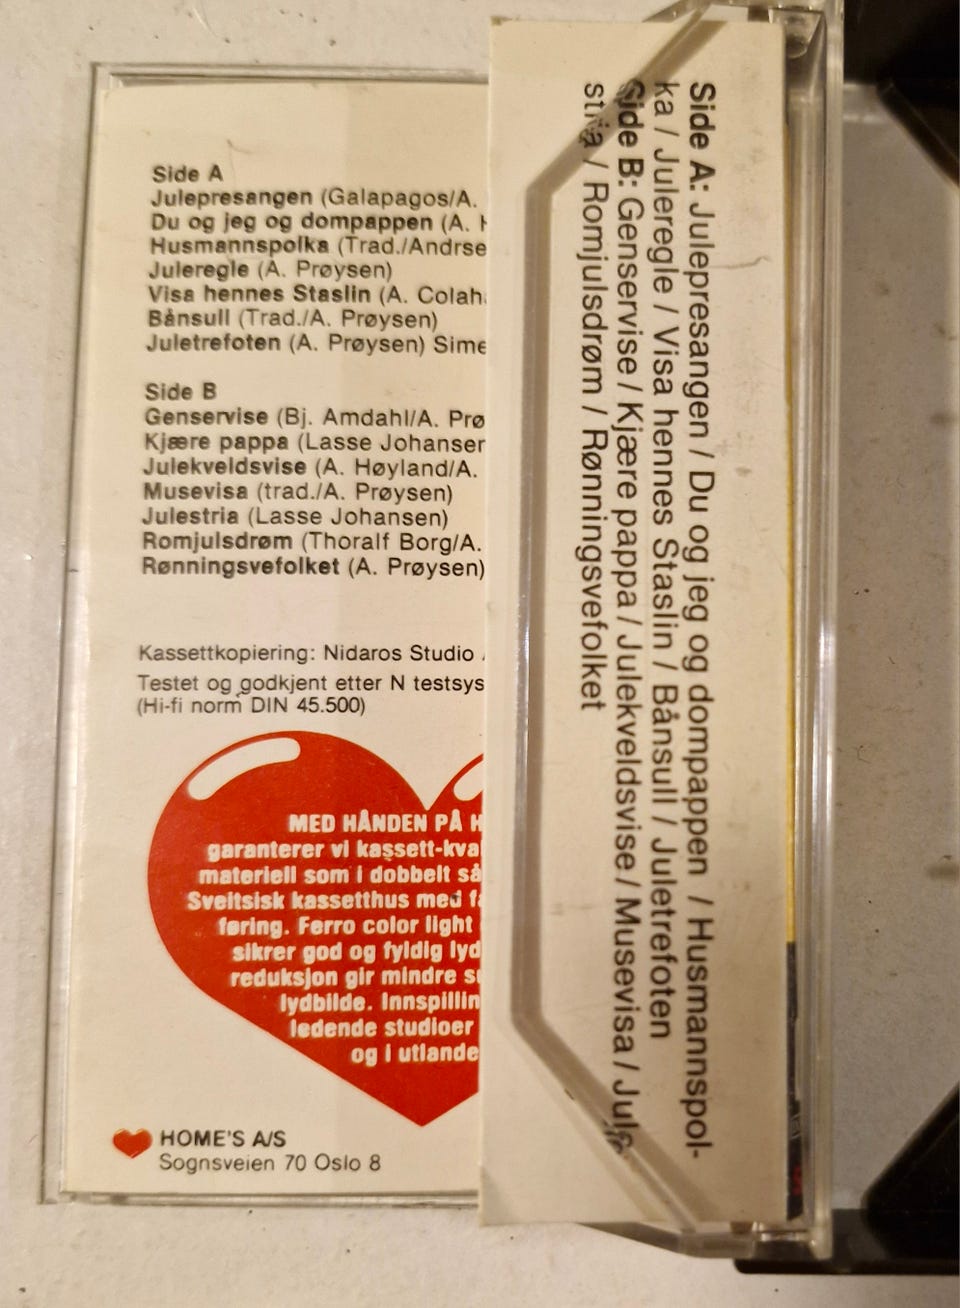 Side A
Julepresangen (Galapagos/A.
Du og jeg og dompappen (A.
Husmannspolka (Trad./Andrse
Juleregle (A. Prøysen)
Visa hennes Staslin (A. Colah
Bånsull (Trad./A. Prøysen)
Juletrefoten (A. Prøysen) Sime
Side B
Genservise (Bj. Amdahl/A. Prø
Kjære pappa (Lasse Johanser
Julekveldsvise (A. Høyland/A.
Musevisa (trad./A. Prøysen)
Julestria (Lasse Johansen)
Romjulsdrøm (Thoralf Borg/A.
Rønningsvefolket (A. Prøysen)
Kassettkopiering: Nidaros Studio
Testet og godkjent etter N testsys
(Hi-fi norm DIN 45.500)
MED HÅNDEN PÅ H
garanterer vi kassett-kva
materiell som i dobbelt så
Sveitsisk kassetthus med f
føring. Ferro color light
sikrer god og fyldig lyd
reduksjon gir mindre s
lydbilde. Innspillin
ledende studioer
og i utlande
HOME'S A/S
Sognsveien 70 Oslo 8
Side A: Julepresangen / Du og jeg og dompappen / Husmannspol-
ka / Juleregle / Visa hennes Staslin / Bånsull / Juletrefoten
Side B: Genservise / Kjære pappa / Julekveldsvise / Musevisa / Jule-
stria / Romjulsdrøm / Rønningsvefolket